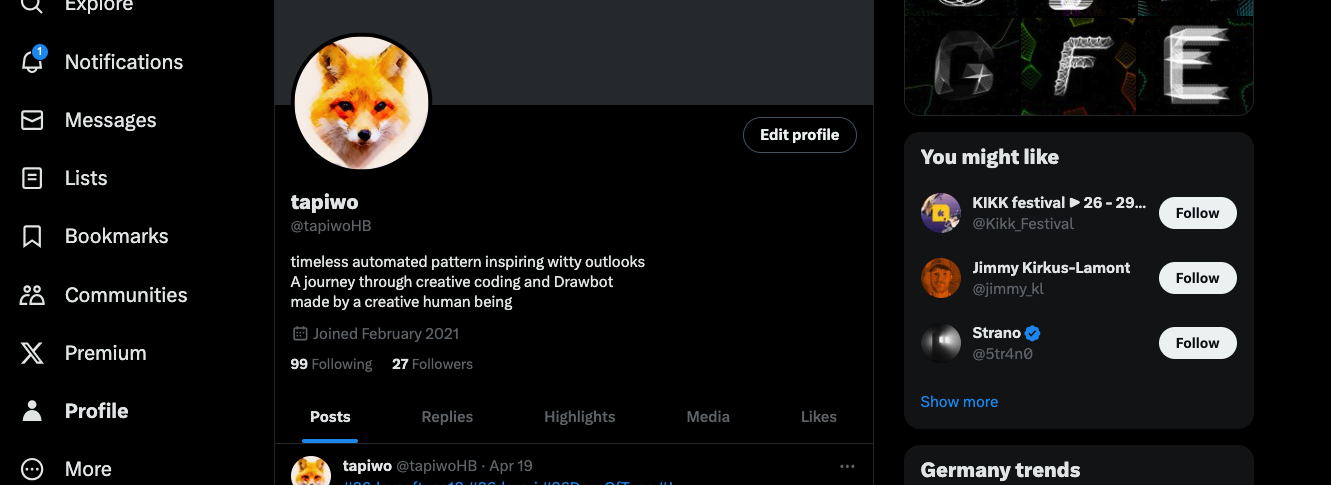 Explore
1
Notifications
Messages
Lists
Bookmarks
Communities
Premium
Profile
More
Edit profile
tapiwo
@tapiwoHB
timeless automated pattern inspiring witty outlooks
A journey through creative coding and Drawbot
made by a creative human being
Joined February 2021
99 Following 27 Followers
Posts Replies Highlights Media Likes
tapiwo @tapiwoHB · Apr 19
G F E
You might like
KIKK festival ▶ 26 - 29...
@Kikk_Festival
Follow
Jimmy Kirkus-Lamont
@jimmy_kl
Follow
Strano
@5tr4n0
Follow
Show more
Germany trends